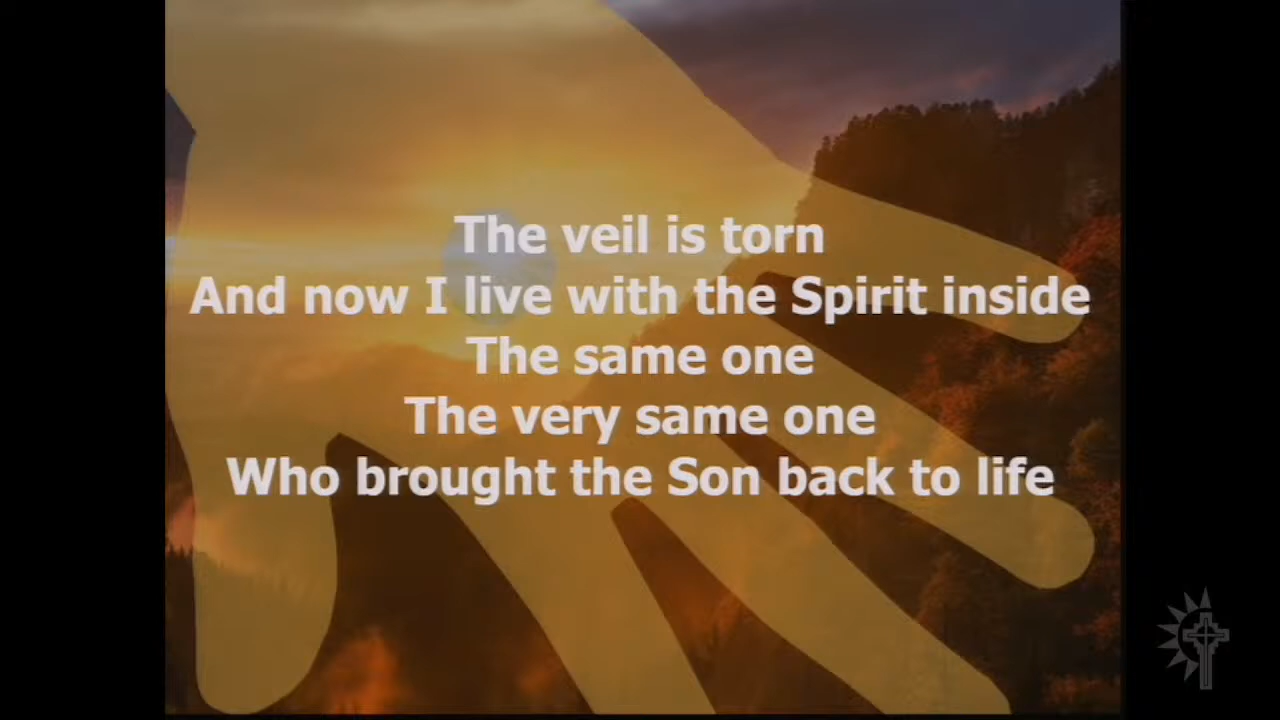 The veil is torn
And now I live with the Spirit inside
The same one
The very same one
Who brought the Son back to life